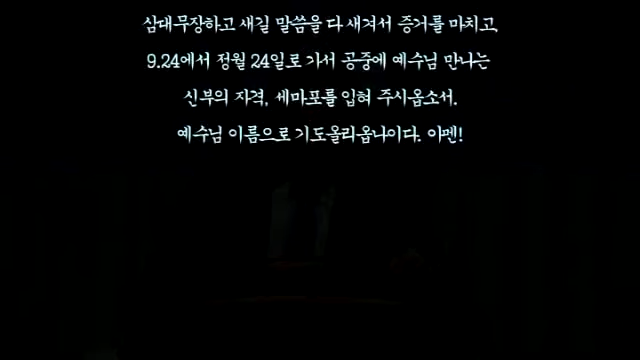 삼대무장하고 새길 말씀을 다 새겨서 증거를 마치고,
9.24에서 정월 24일로 가서 공중에 예수님 만나는
신부의 자격, 세마포를 입혀 주시옵소서.
예수님 이름으로 기도올리옵나이다. 아멘!